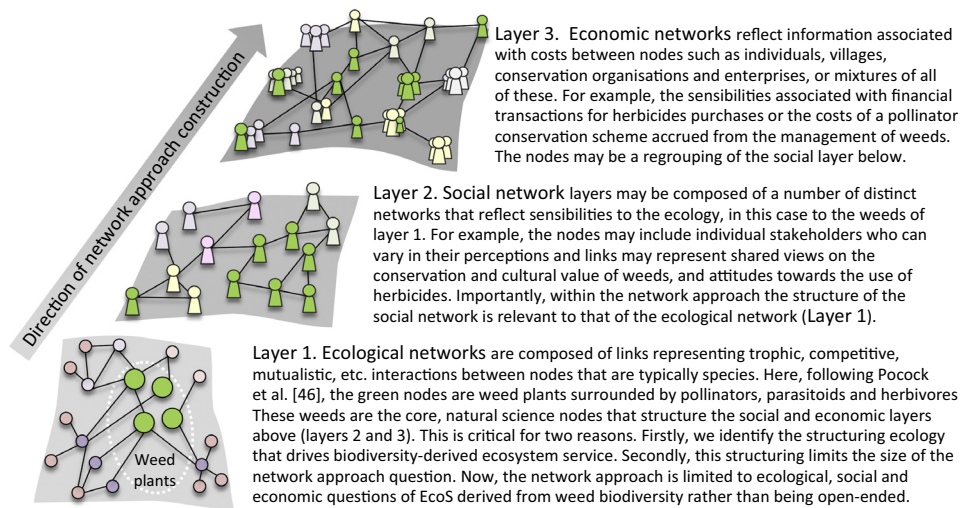 Direction of network approach construction
Layer 3. Economic networks reflect information associated
with costs between nodes such as individuals, villages,
conservation organisations and enterprises, or mixtures of all
of these. For example, the sensibilities associated with financial
transactions for herbicides purchases or the costs of a pollinator
conservation scheme accrued from the management of weeds.
The nodes may be a regrouping of the social layer below.
Layer 2. Social network layers may be composed of a number of distinct
networks that reflect sensibilities to the ecology, in this case to the weeds of
layer 1. For example, the nodes may include individual stakeholders who can
vary in their perceptions and links may represent shared views on the
conservation and cultural value of weeds, and attitudes towards the use of
herbicides. Importantly, within the network approach the structure of the
social network is relevant to that of the ecological network (Layer 1).
Layer 1. Ecological networks are composed of links representing trophic, competitive,
mutualistic, etc. interactions between nodes that are typically species. Here, following Pocock
et al. [46], the green nodes are weed plants surrounded by pollinators, parasitoids and herbivores
These weeds are the core, natural science nodes that structure the social and economic layers
above (layers 2 and 3). This is critical for two reasons. Firstly, we identify the structuring ecology
that drives biodiversity-derived ecosystem service. Secondly, this structuring limits the size of the
network approach question. Now, the network approach is limited to ecological, social and
economic questions of EcoS derived from weed biodiversity rather than being open-ended.
Weed
plants